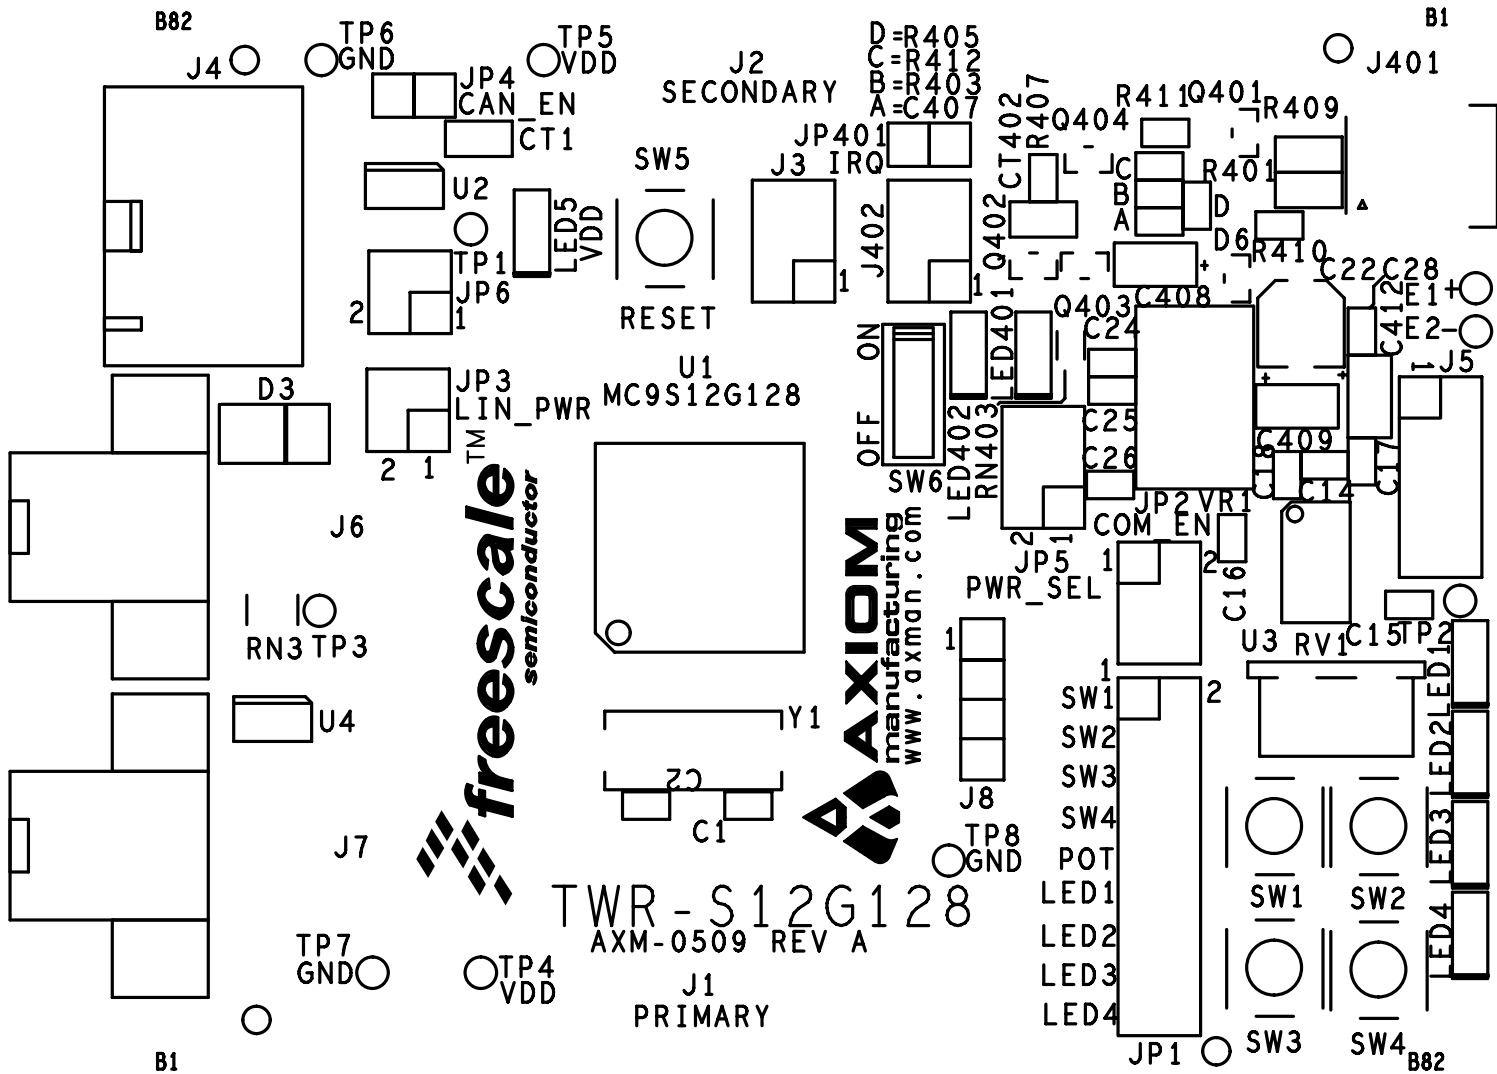 B82
B1
TP6
GND
TP5
VDD
J4
JP4
CAN_EN
CT1
J2
SECONDARY
D=R405
C=R412
B=R403
A=C407
J401
JP401
IRQ
CT402
R407
Q404
R411
Q401
R409
SW5
J3
U2
LED5
VDD
C
B
A
R401
D
J402
1
1
Q402
D6
R410
TP1
JP6
2
1
RESET
Q403
C408
C22
C28
C412
E1+
E2-
ON
OFF
SW6
LED401
LED402
RN403
C24
C25
C26
1
J5
D3
JP3
LIN_PWR
2 1
U1
MC9S12G128
C409
C18
C14
C17
TM
freescale
semiconductor
AXIOM
manufacturing
www.axman.com
J6
2
1
JP5
PWR_SEL
JP2
VR1
COM_EN
1
2
C16
RN3
TP3
U3
RV1
C15
TP2
1
J8
U4
Y1
C2
C1
1
2
SW1
SW2
SW3
SW4
POT
LED1
LED2
LED3
LED4
JP1
LED1
LED2
LED3
LED4
J7
TP8
GND
SW1
SW2
TWR-S12G128
AXM-0509 REV A
TP7
GND
TP4
VDD
J1
PRIMARY
SW3
SW4
B1
B82